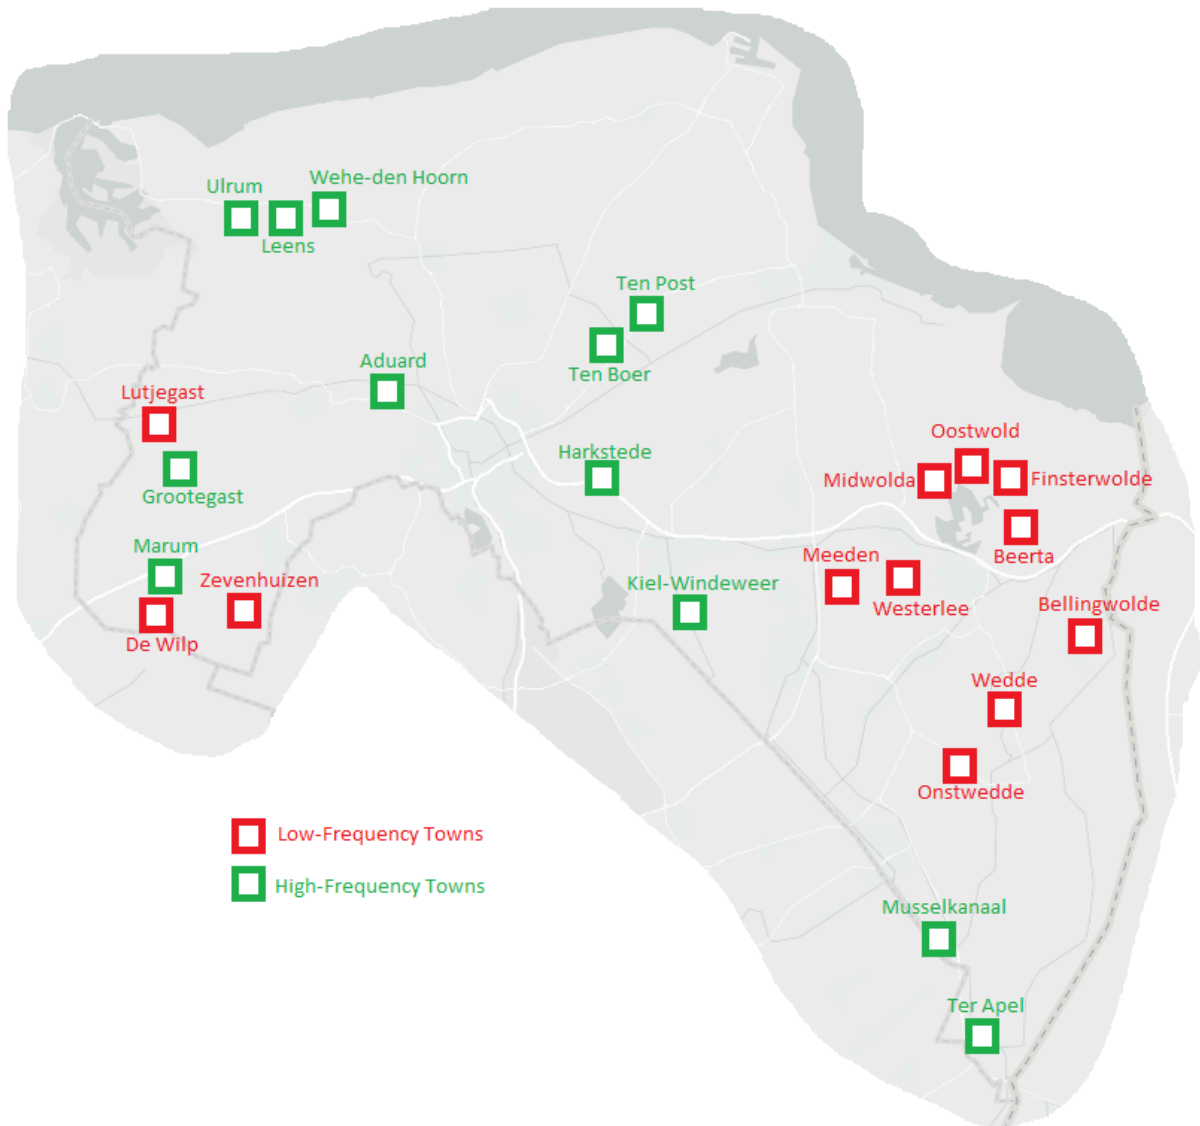 Wehe-den Hoorn
Ulrum
Leens
Ten Post
Aduard
Ten Boer
Lutjegast
Oostwold
Harkstede
Midwolda
Finsterwolde
Grootegast
Marum
Meeden
Beerta
Zevenhuizen
Kiel-Windeweer
Westerlee
Bellingwolde
De Wilp
Wedde
Onstwedde
Low-Frequency Towns
High-Frequency Towns
Musselkanaal
Ter Apel